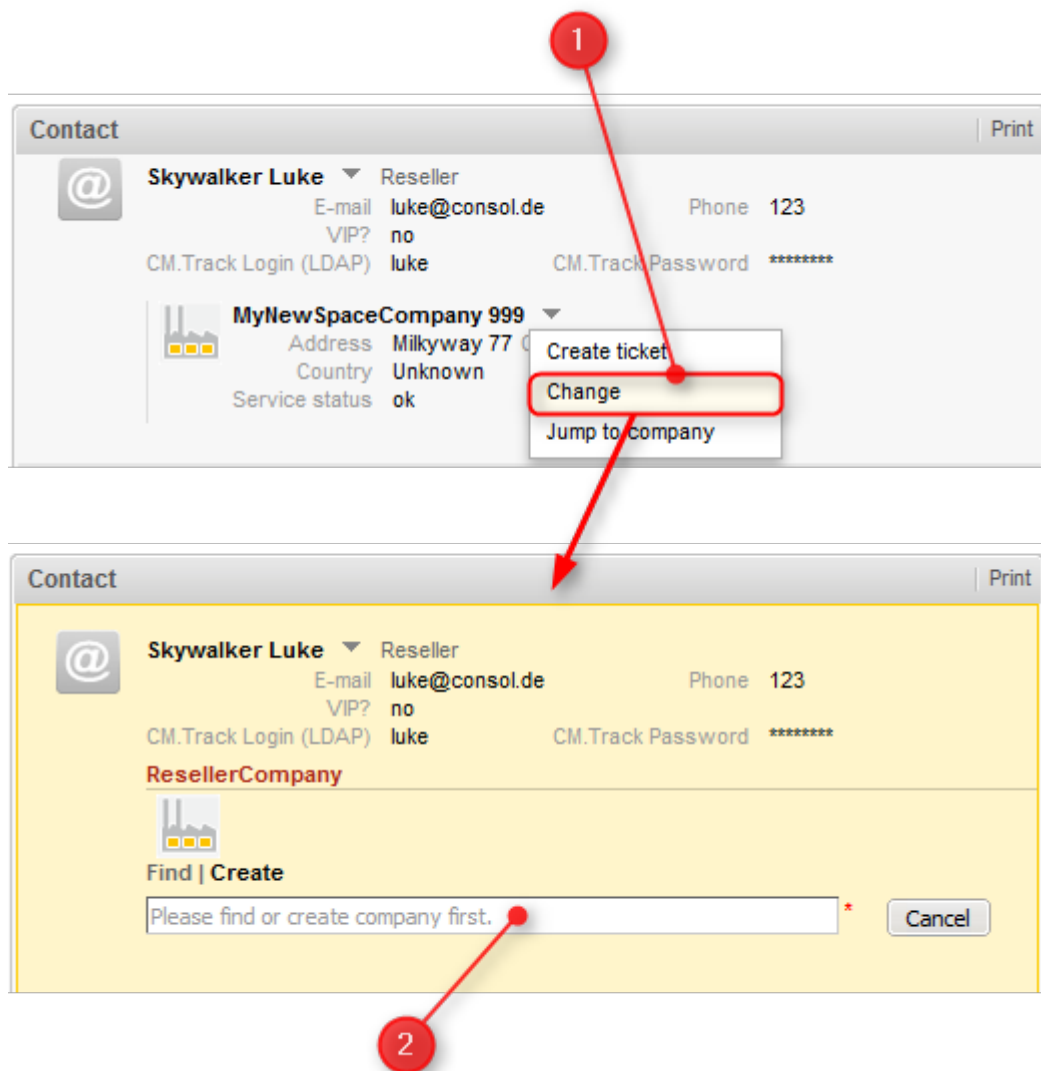 1
Contact Print
@ Skywalker Luke Reseller
E-mail luke@consol.de Phone 123
VIP? no
CM.Track Login (LDAP) luke CM.Track Password ********
MyNewSpaceCompany 999
Address Milkyway 77
Country Unknown
Service status ok
Create ticket
Change
Jump to company
Contact Print
@ Skywalker Luke Reseller
E-mail luke@consol.de Phone 123
VIP? no
CM.Track Login (LDAP) luke CM.Track Password ********
ResellerCompany
Find | Create
Please find or create company first. * Cancel
2